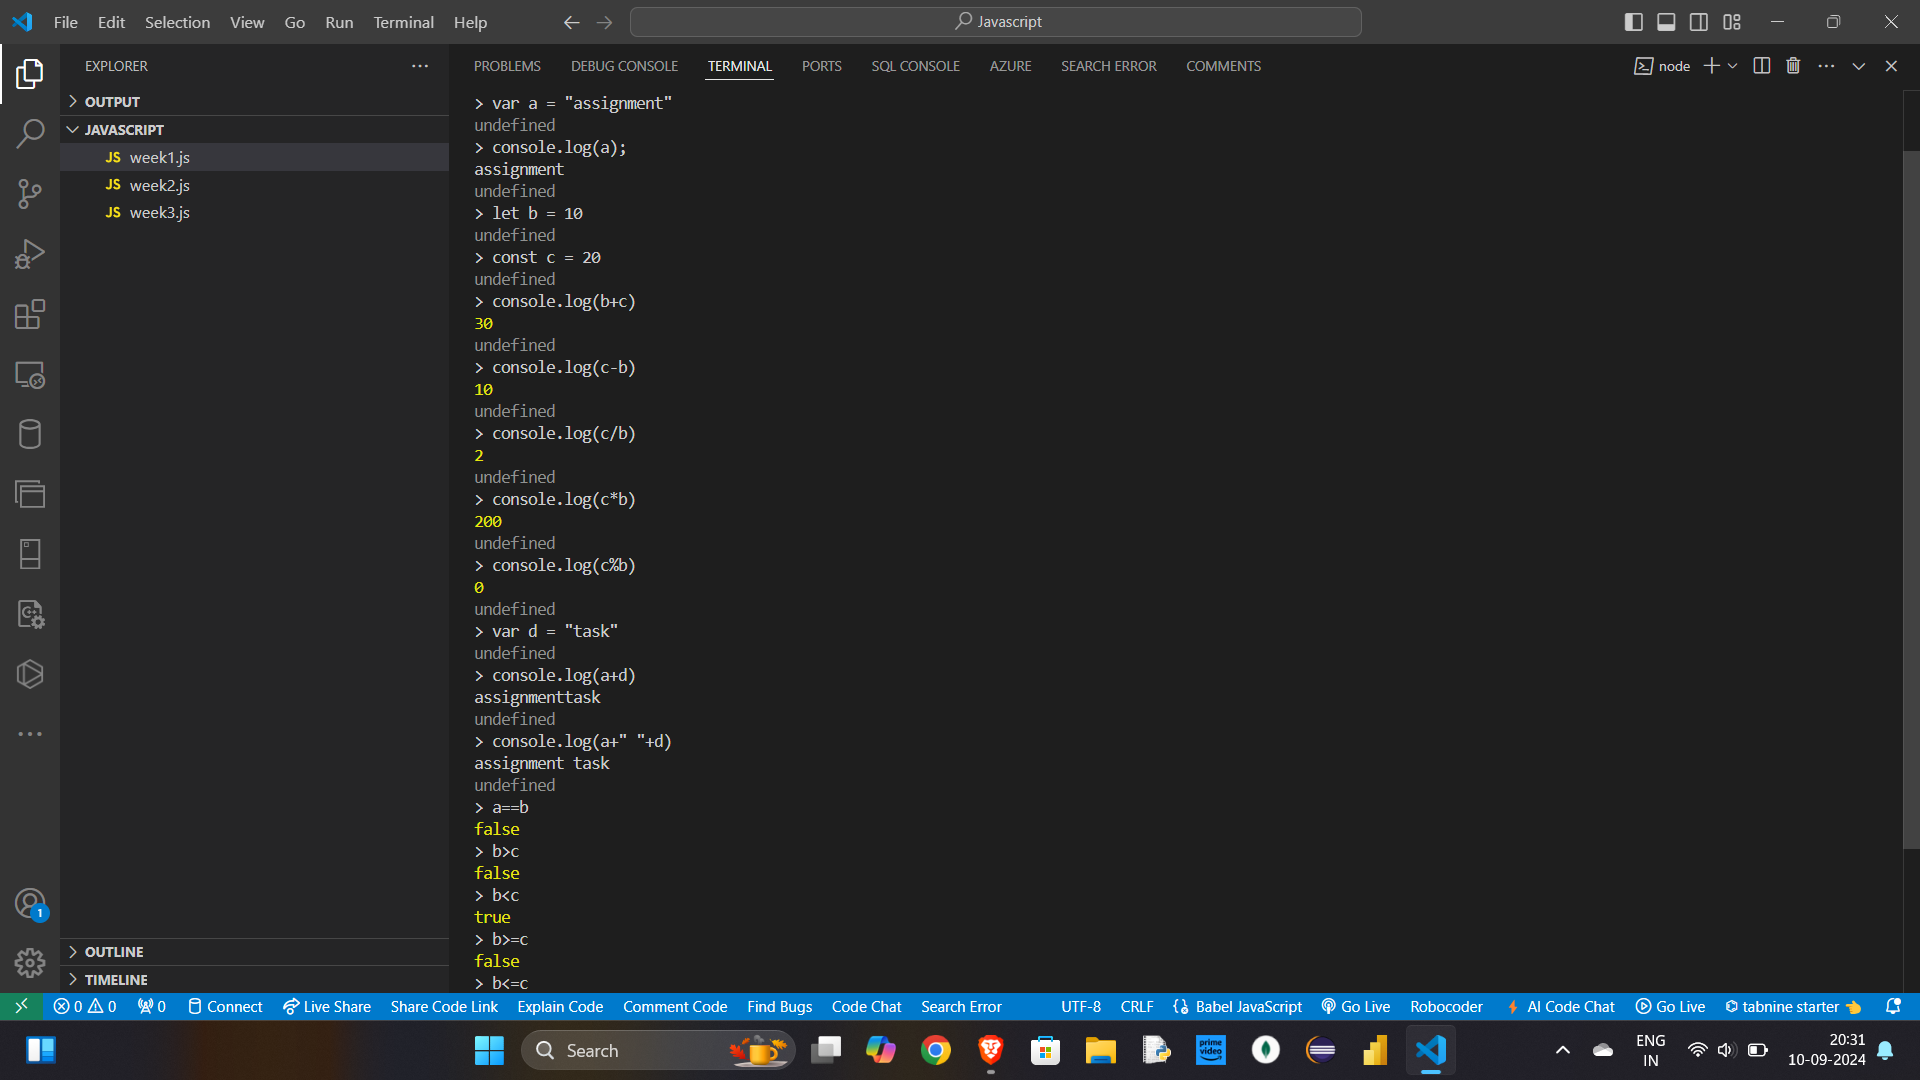 File Edit Selection View Go Run Terminal Help
Javascript
EXPLORER
OUTPUT
JAVASCRIPT
JS week1.js
JS week2.js
JS week3.js
OUTLINE
TIMELINE
PROBLEMS DEBUG CONSOLE TERMINAL PORTS SQL CONSOLE AZURE SEARCH ERROR COMMENTS
node
> var a = "assignment"
undefined
> console.log(a);
assignment
undefined
> let b = 10
undefined
> const c = 20
undefined
> console.log(b+c)
30
undefined
> console.log(c-b)
10
undefined
> console.log(c/b)
2
undefined
> console.log(c*b)
200
undefined
> console.log(c%b)
0
undefined
> var d = "task"
undefined
> console.log(a+d)
assignmenttask
undefined
> console.log(a+" "+d)
assignment task
undefined
> a==b
false
> b>c
false
> b<c
true
> b>=c
false
> b<=c
1
0 0 0 Connect Live Share Share Code Link Explain Code Comment Code Find Bugs Code Chat Search Error UTF-8 CRLF {} Babel JavaScript Go Live Robocoder AI Code Chat Go Live tabnine starter
Search
prime video
ENG
IN
20:31
10-09-2024